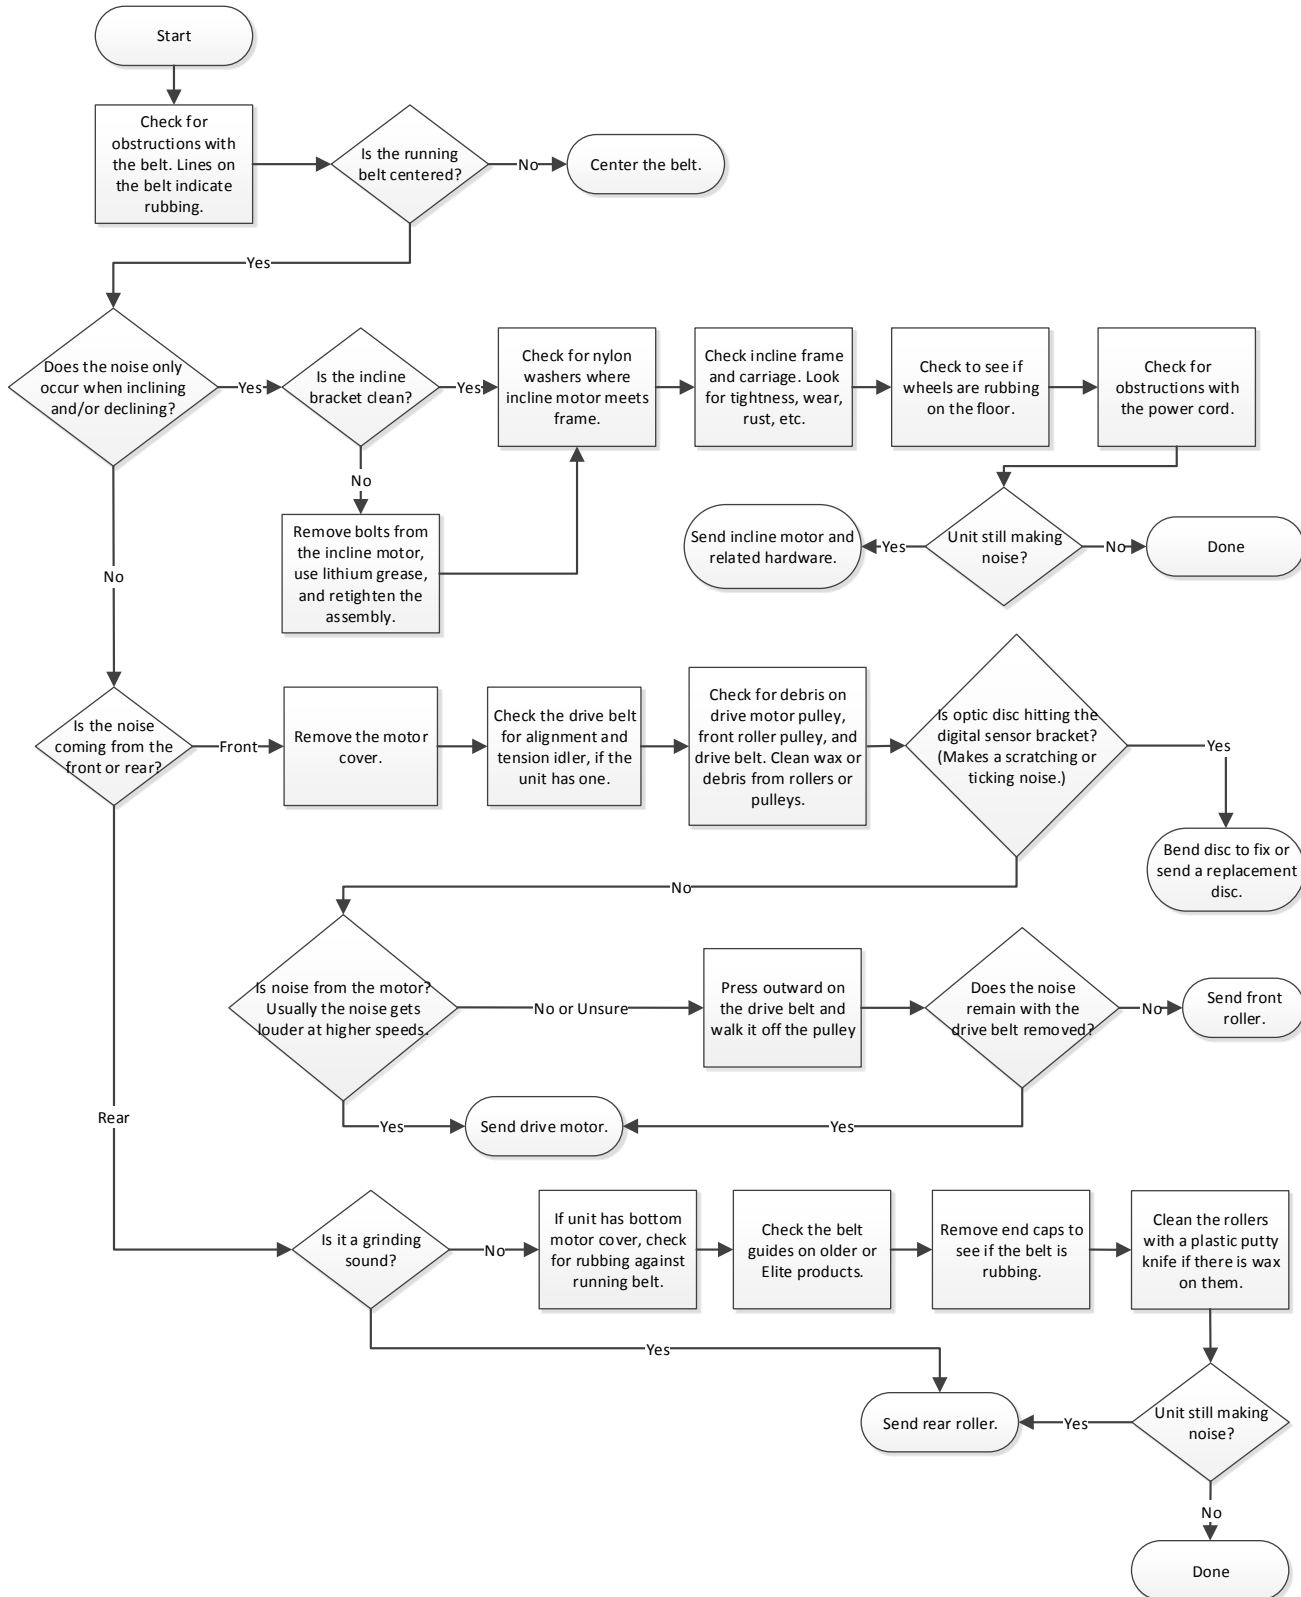 Start
Check for
obstructions with
the belt. Lines on
the belt indicate
rubbing.
Is the running
belt centered?
No
Center the belt.
Yes
Does the noise only
occur when inclining
and/or declining?
Yes
Is the incline
bracket clean?
Yes
Check for nylon
washers where
incline motor meets
frame.
Check incline frame
and carriage. Look
for tightness, wear,
rust, etc.
Check to see if
wheels are rubbing
on the floor.
Check for
obstructions with
the power cord.
No
Remove bolts from
the incline motor,
use lithium grease,
and retighten the
assembly.
Send incline motor and
related hardware.
Yes
Unit still making
noise?
No
Done
No
Is the noise
coming from the
front or rear?
Front
Remove the motor
cover.
Check the drive belt
for alignment and
tension idler, if the
unit has one.
Check for debris on
drive motor pulley,
front roller pulley, and
drive belt. Clean wax or
debris from rollers or
pulleys.
Is optic disc hitting the
digital sensor bracket?
(Makes a scratching or
ticking noise.)
Yes
Bend disc to fix or
send a replacement
disc.
No
Is noise from the motor?
Usually the noise gets
louder at higher speeds.
No or Unsure
Press outward on
the drive belt and
walk it off the pulley
Does the noise
remain with the
drive belt removed?
No
Send front
roller.
Yes
Send drive motor.
Yes
Rear
Is it a grinding
sound?
No
If unit has bottom
motor cover, check
for rubbing against
running belt.
Check the belt
guides on older or
Elite products.
Remove end caps to
see if the belt is
rubbing.
Clean the rollers
with a plastic putty
knife if there is wax
on them.
Yes
Send rear roller.
Yes
Unit still making
noise?
No
Done